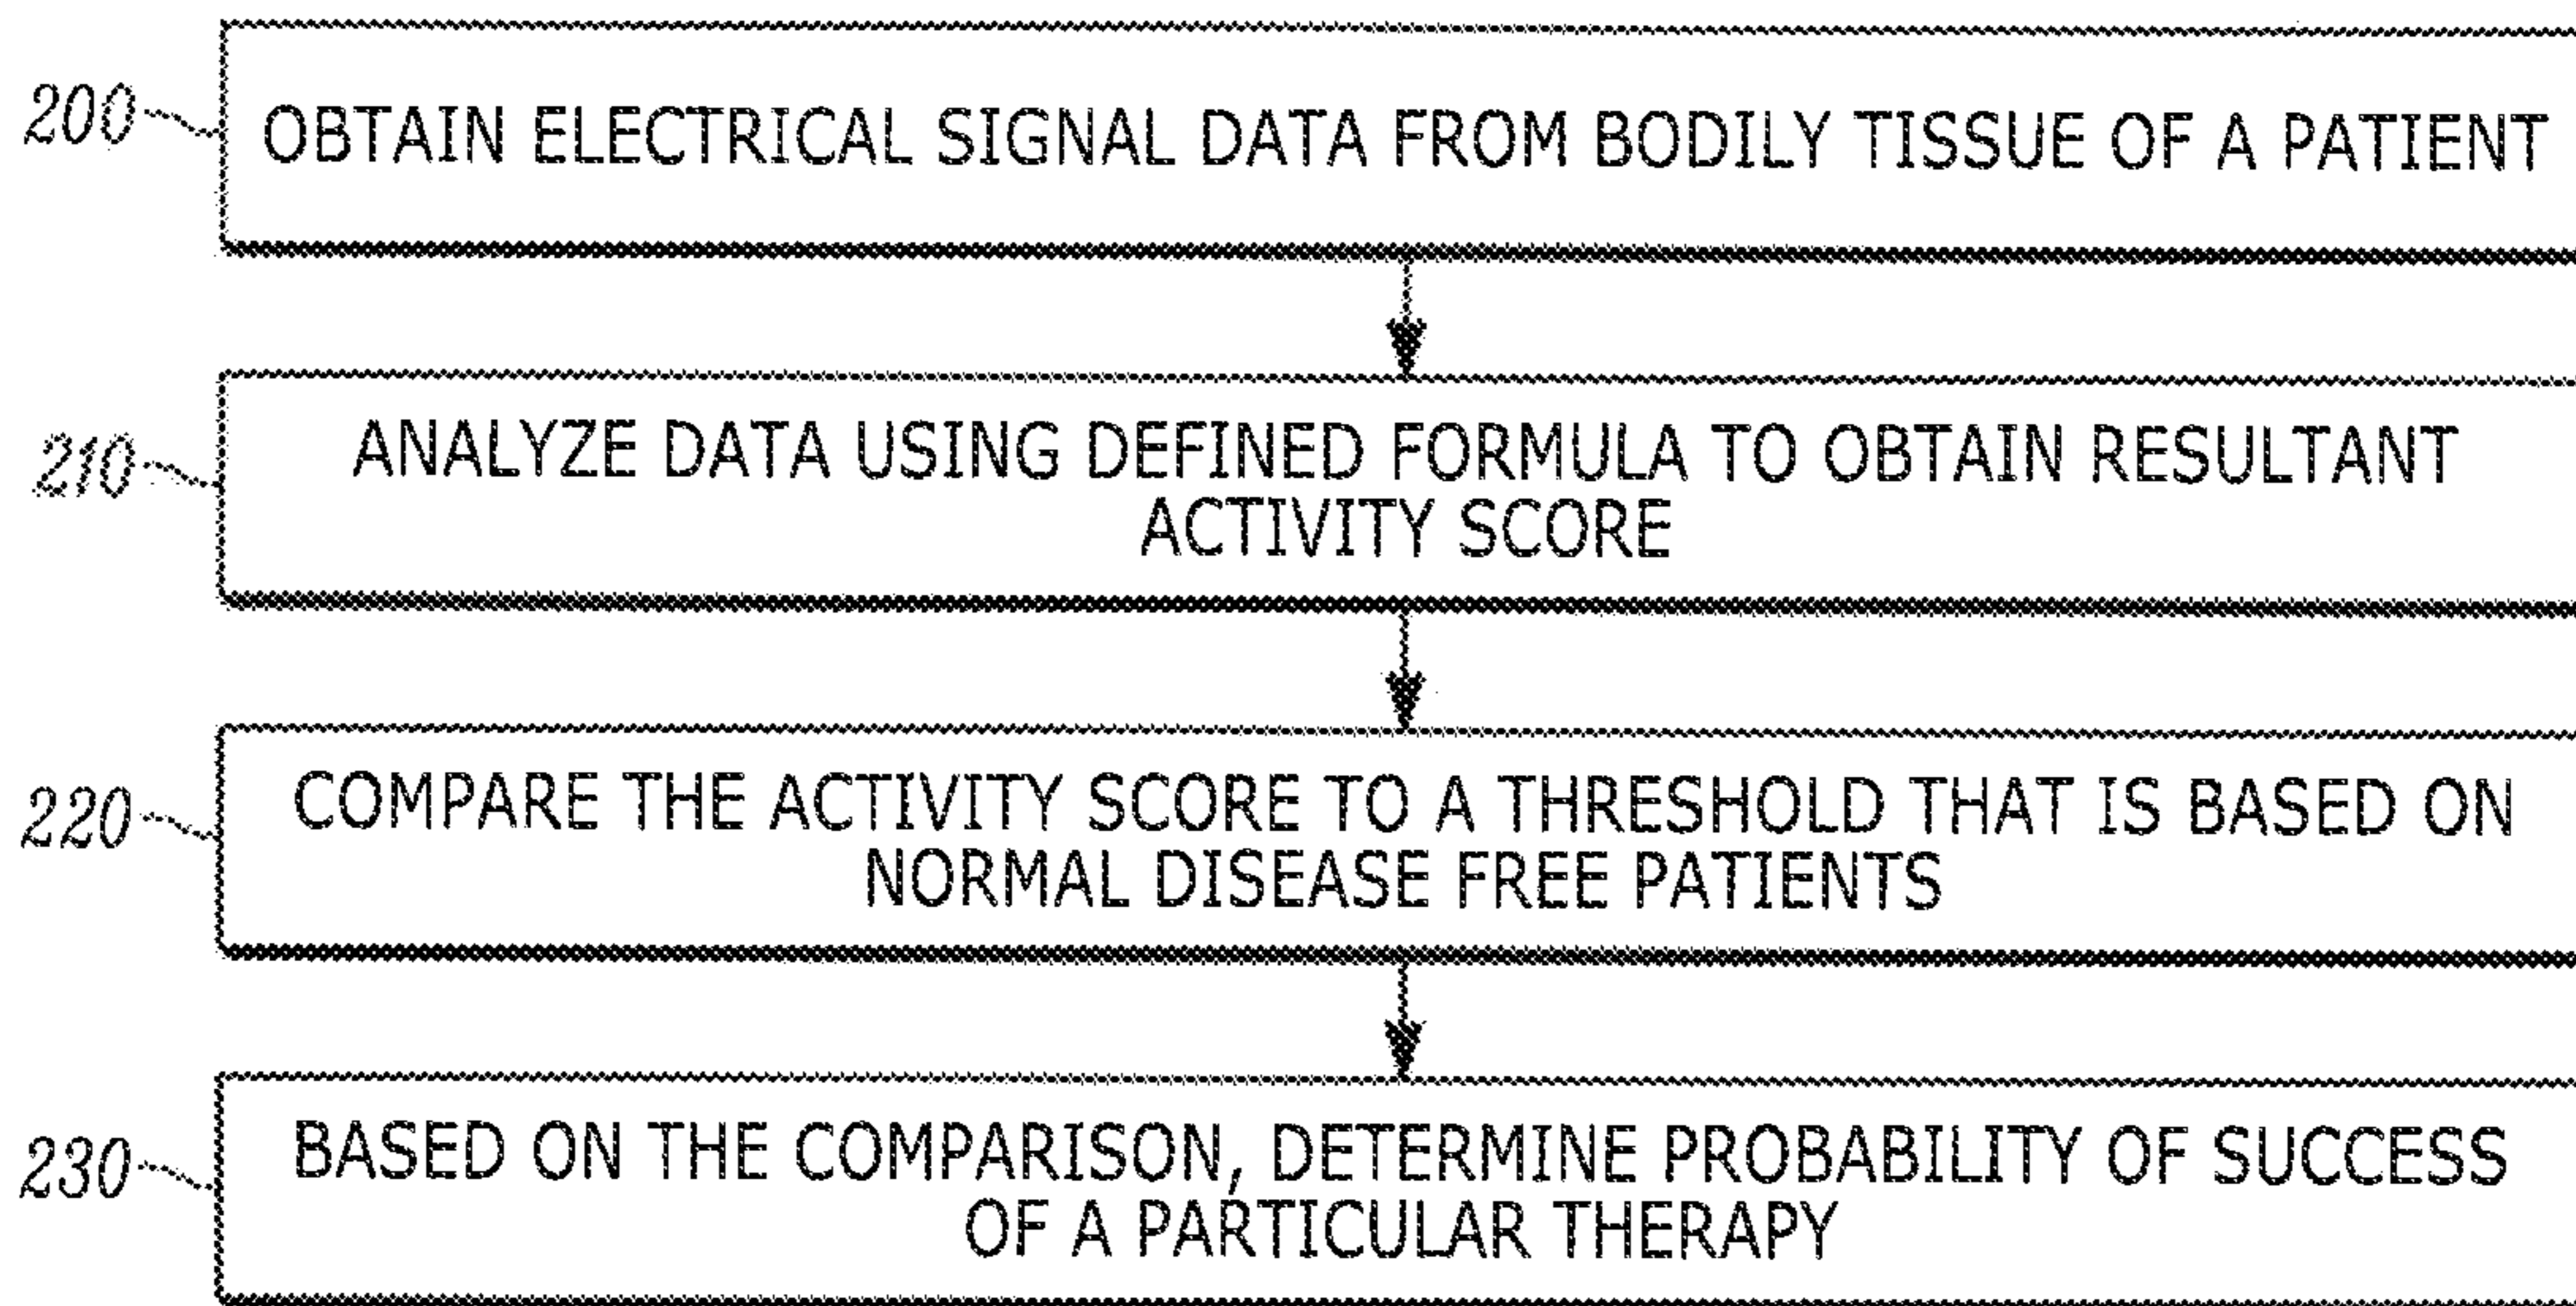 200
OBTAIN ELECTRICAL SIGNAL DATA FROM BODILY TISSUE OF A PATIENT
210
ANALYZE DATA USING DEFINED FORMULA TO OBTAIN RESULTANT
ACTIVITY SCORE
220
COMPARE THE ACTIVITY SCORE TO A THRESHOLD THAT IS BASED ON
NORMAL DISEASE FREE PATIENTS
230
BASED ON THE COMPARISON, DETERMINE PROBABILITY OF SUCCESS
OF A PARTICULAR THERAPY